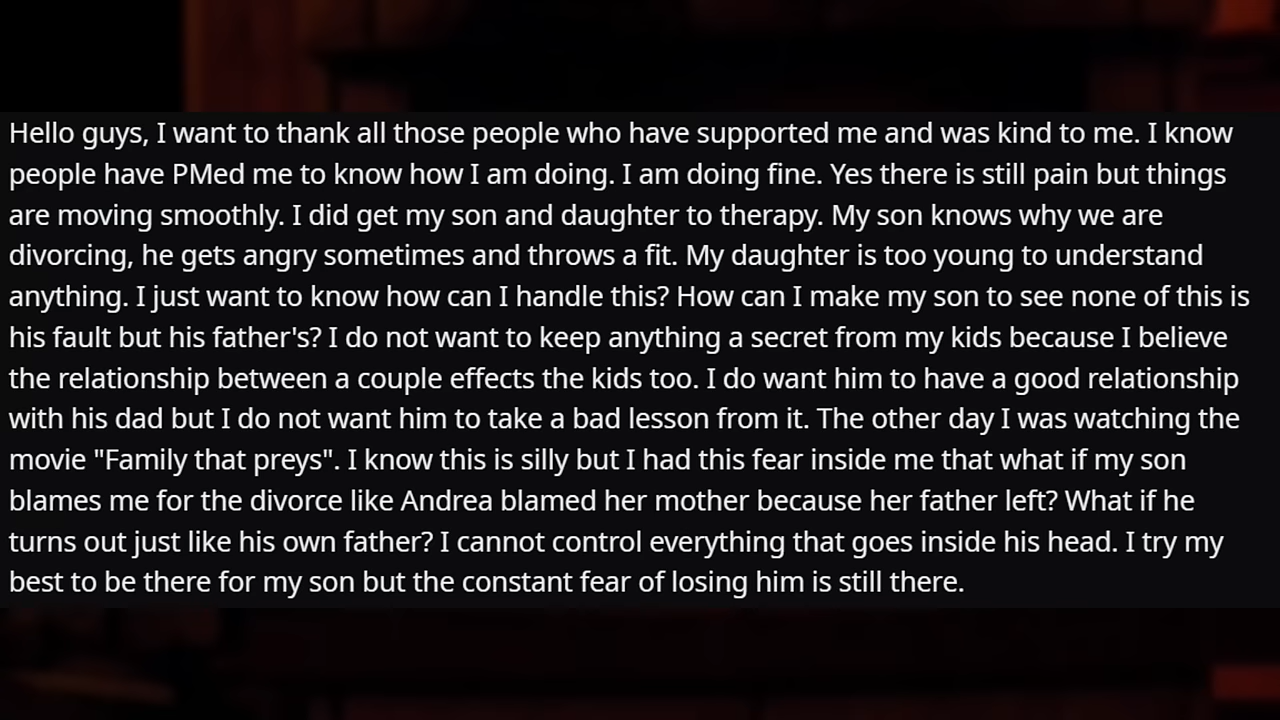 Hello guys, I want to thank all those people who have supported me and was kind to me. I know
people have PMed me to know how I am doing. I am doing fine. Yes there is still pain but things
are moving smoothly. I did get my son and daughter to therapy. My son knows why we are
divorcing, he gets angry sometimes and throws a fit. My daughter is too young to understand
anything. I just want to know how can I handle this? How can I make my son to see none of this is
his fault but his father's? I do not want to keep anything a secret from my kids because I believe
the relationship between a couple effects the kids too. I do want him to have a good relationship
with his dad but I do not want him to take a bad lesson from it. The other day I was watching the
movie "Family that preys". I know this is silly but I had this fear inside me that what if my son
blames me for the divorce like Andrea blamed her mother because her father left? What if he
turns out just like his own father? I cannot control everything that goes inside his head. I try my
best to be there for my son but the constant fear of losing him is still there.